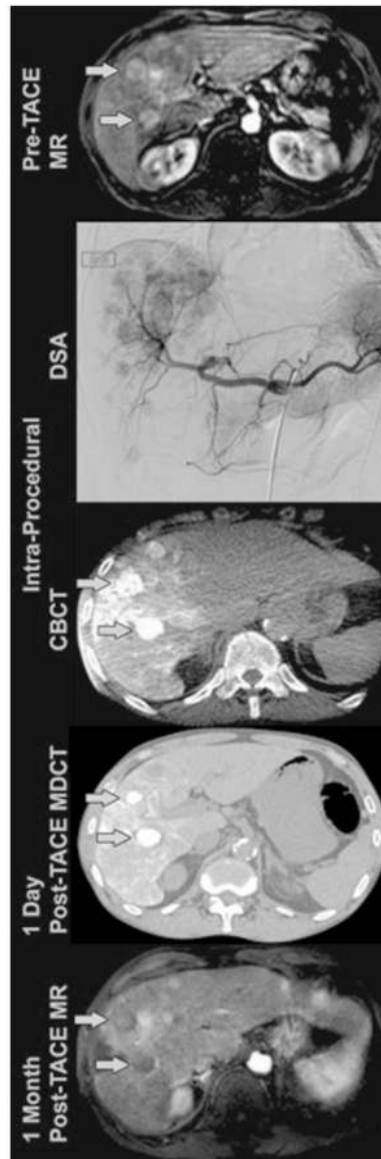 Pre-TACE
MR
Intra-Procedural
DSA
CBCT
1 Day
Post-TACE MDCT
1 Month
Post-TACE MR